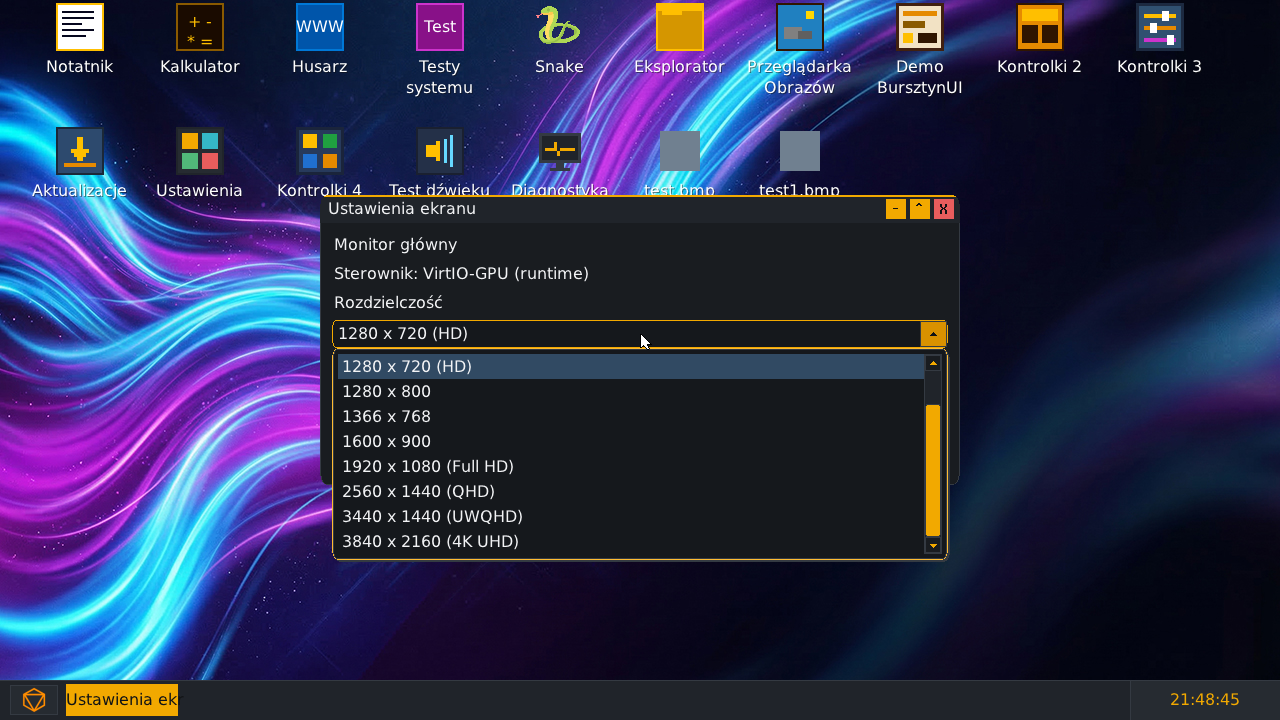 Test
WWW
Notatnik
Kalkulator
Husarz
Testy
systemu
Snake
Eksplorator
Przeglądarka
Obrazów
Demo
BursztynUI
Kontrolki 2
Kontrolki 3
Aktualizacje
Ustawienia
Kontrolki 4
Test dźwięku
Diagnostyka
test.bmp
test1.bmp
Ustawienia ekranu
Monitor główny
Sterownik: VirtIO-GPU (runtime)
Rozdzielczość
1280 x 720 (HD)
1280 x 720 (HD)
1280 x 800
1366 x 768
1600 x 900
1920 x 1080 (Full HD)
2560 x 1440 (QHD)
3440 x 1440 (UWQHD)
3840 x 2160 (4K UHD)
Ustawienia ekr
21:48:45